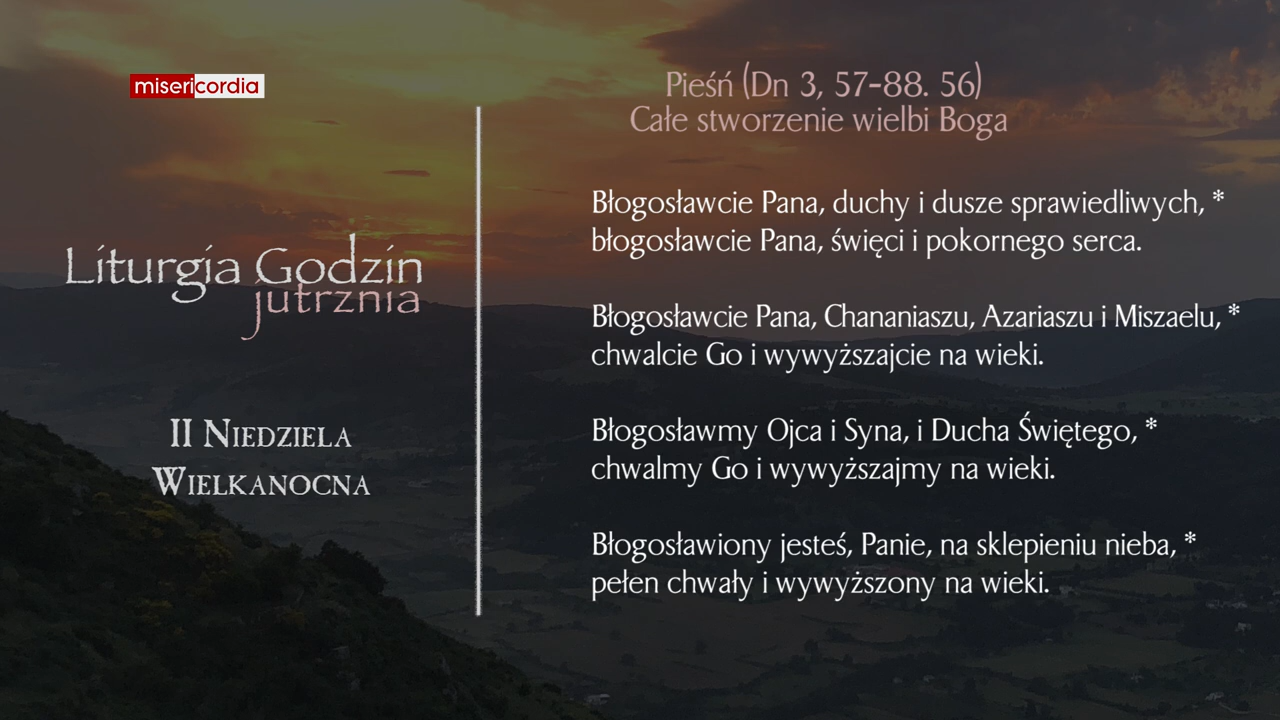 misericordia
Liturgia Godzin
jutrznia
II Niedziela
Wielkanocna
Pieśń (Dn 3, 57-88. 56)
Całe stworzenie wielbi Boga
Błogosławcie Pana, duchy i dusze sprawiedliwych, *
błogosławcie Pana, święci i pokornego serca.
Błogosławcie Pana, Chananiaszu, Azariaszu i Miszaelu, *
chwalcie Go i wywyższajcie na wieki.
Błogosławmy Ojca i Syna, i Ducha Świętego, *
chwalmy Go i wywyższajmy na wieki.
Błogosławiony jesteś, Panie, na sklepieniu nieba, *
pełen chwały i wywyższony na wieki.